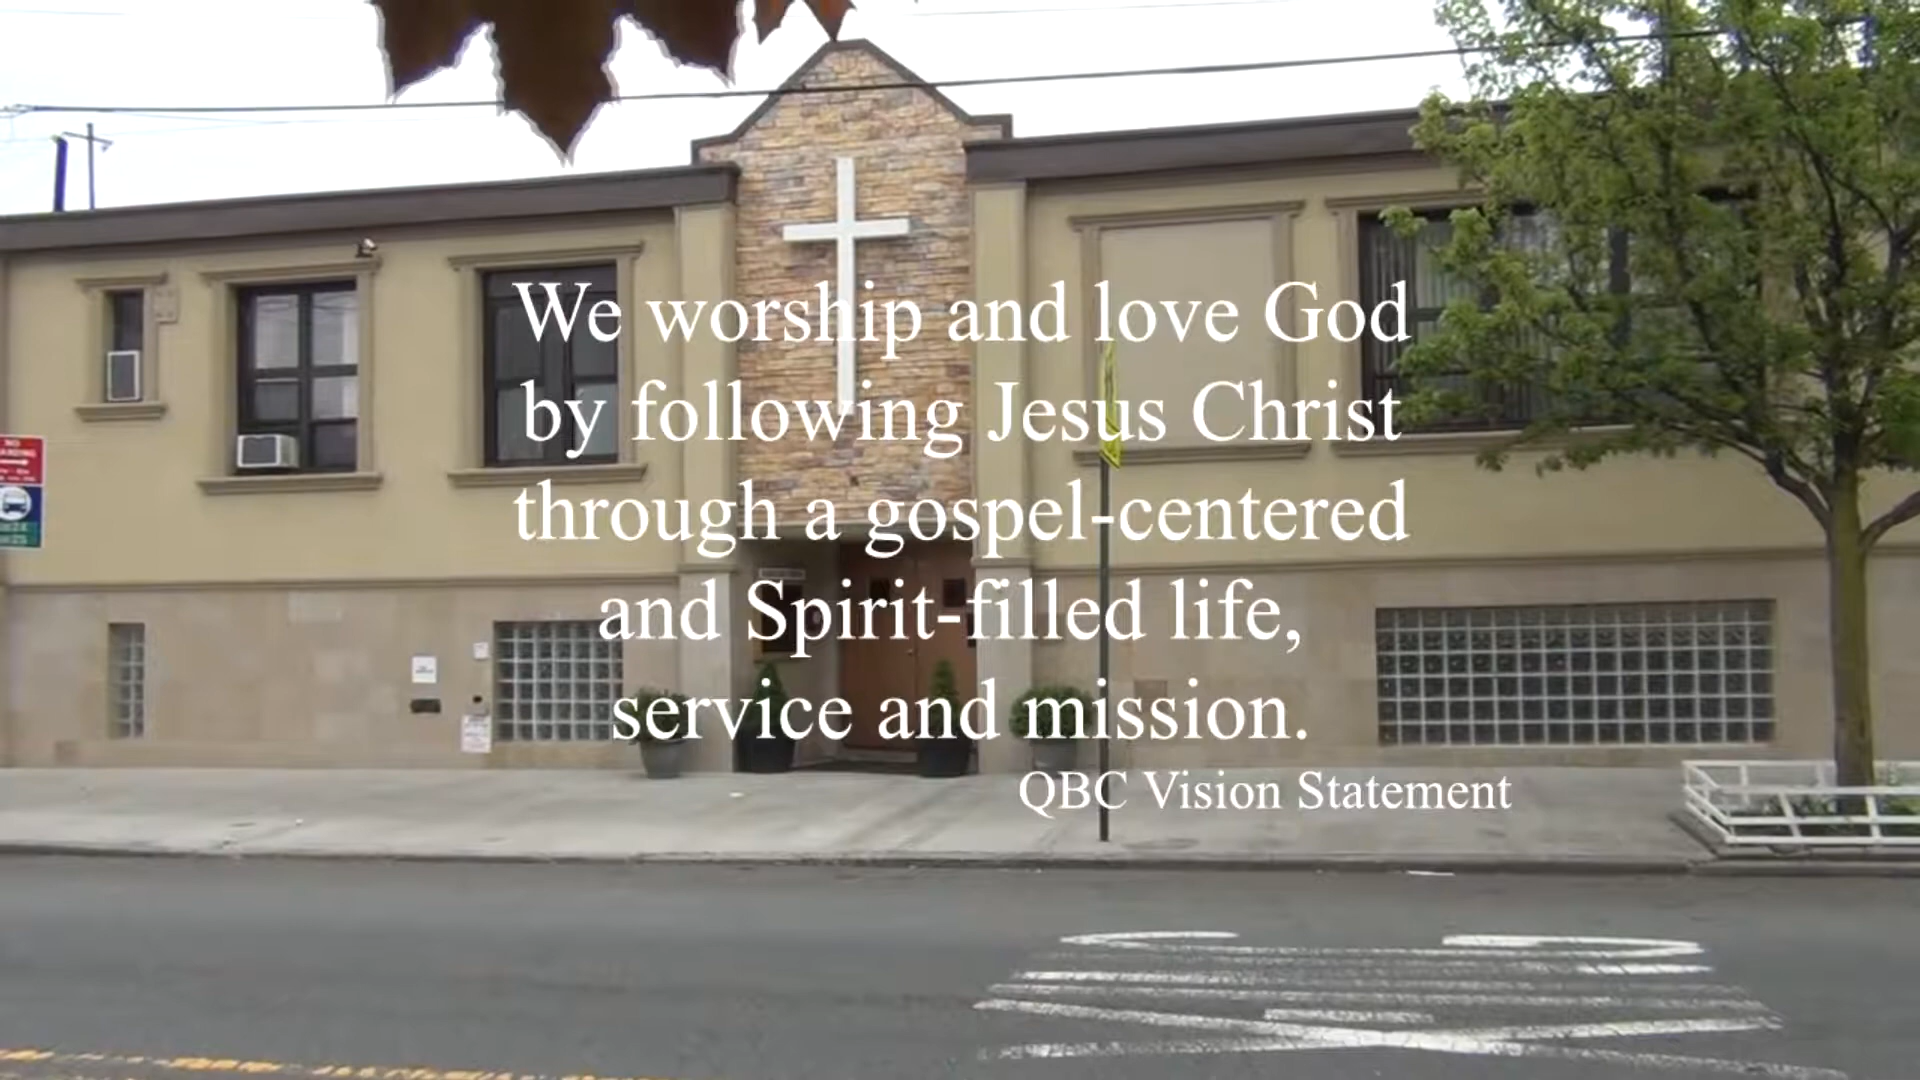 We worship and love God
by following Jesus Christ
through a gospel-centered
and Spirit-filled life,
service and mission.
QBC Vision Statement
NO